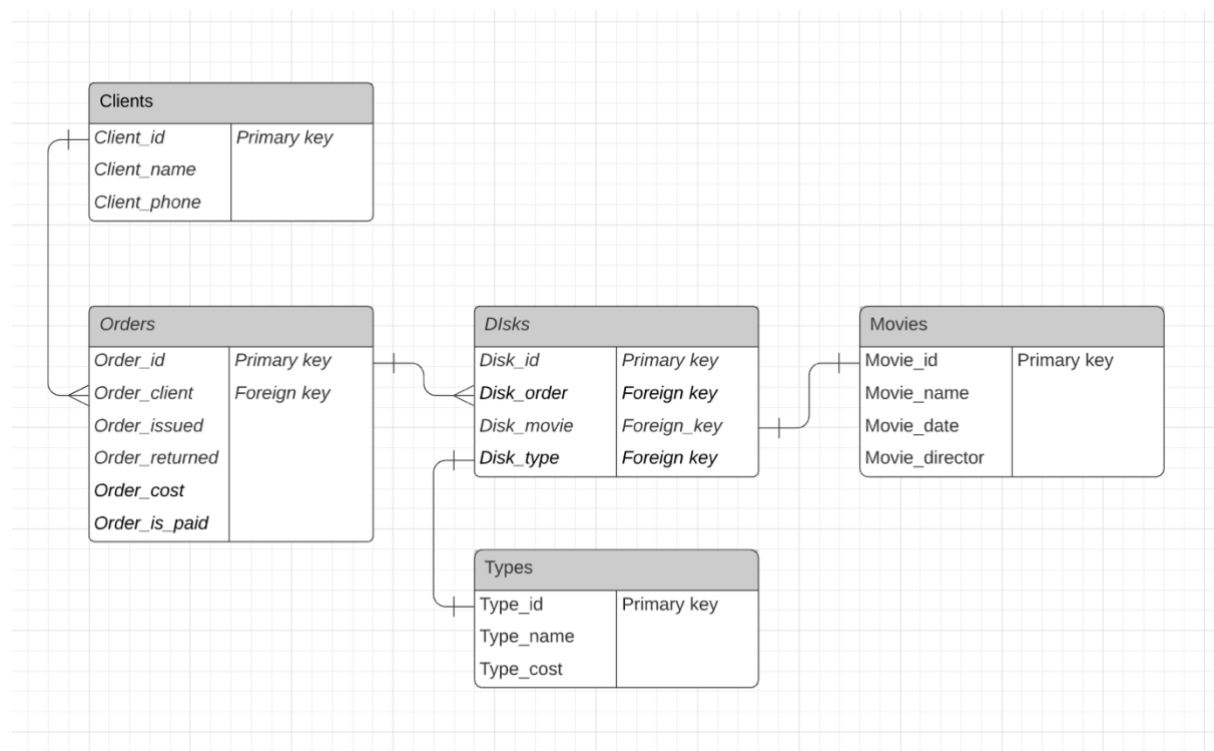 Clients
Client_id Primary key
Client_name
Client_phone
Orders
Order_id Primary key
Order_client Foreign key
Order_issued
Order_returned
Order_cost
Order_is_paid
DIsks
Disk_id Primary key
Disk_order Foreign key
Disk_movie Foreign_key
Disk_type Foreign key
Movies
Movie_id Primary key
Movie_name
Movie_date
Movie_director
Types
Type_id Primary key
Type_name
Type_cost